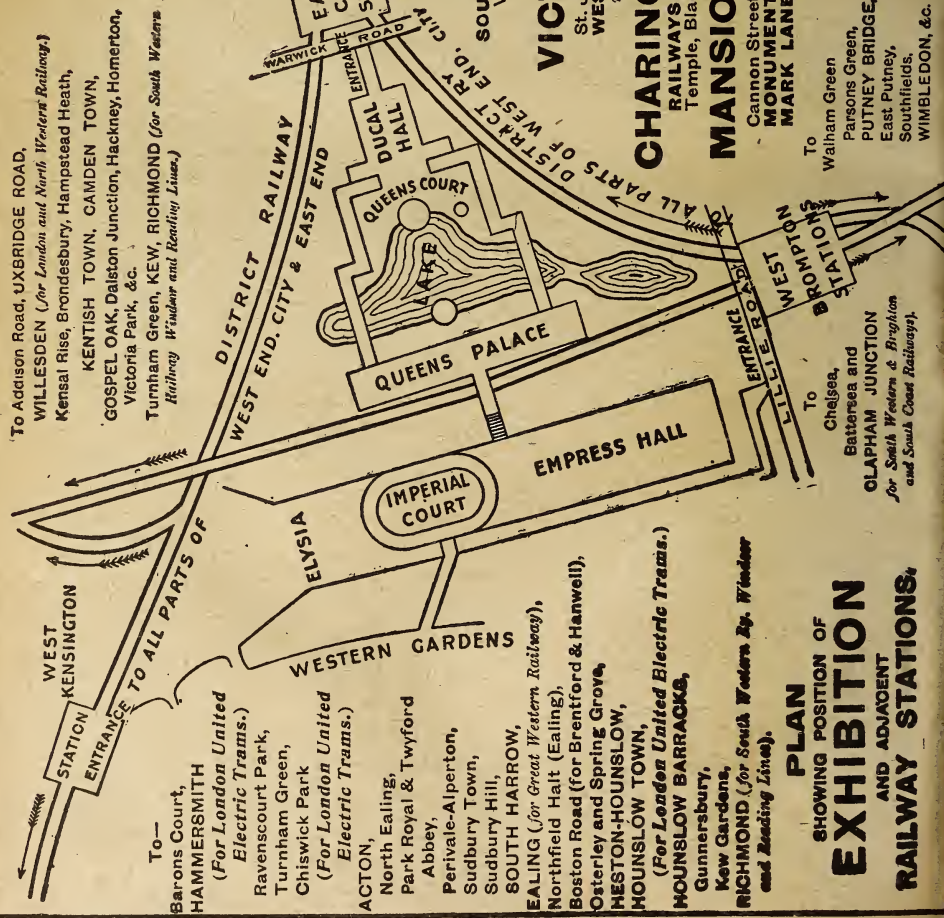 To Addison Road, UXBRIDGE ROAD,
WILLESDEN (for London and North Western Railway.)
Kensal Rise, Brondesbury, Hampstead Heath,
KENTISH TOWN, CAMDEN TOWN,
GOSPEL OAK, Dalston Junction, Hackney, Homerton,
Victoria Park, &c.
Turnham Green, KEW, RICHMOND (for South Western
Railway Windsor and Reading Lines.)
WARWICK ROAD
ENTRANCE
CITY
DISTRICT RAILWAY
WEST END, CITY & EAST END
DUCAL
HALL
QUEENS COURT
LAKE
QUEENS PALACE
DISTRICT RY
ALL PARTS OF WEST END,
SOU
VIC
St.
WES
CHARING
RAILWAYS
Temple, Bla
MANSION
Cannon Street
MONUMENT
MARK LANE
To
Walham Green
Parsons Green,
PUTNEY BRIDGE,
East Putney,
Southfields,
WIMBLEDON, &c.
WEST
BROMPTON
STATIONS
ENTRANCE
LILLIE ROAD
To
Chelsea,
Battersea and
CLAPHAM JUNCTION
for South Western & Brighton
and South Coast Railways).
EMPRESS HALL
IMPERIAL
COURT
ELYSIA
WESTERN GARDENS
WEST
KENSINGTON
STATION
ENTRANCE
TO ALL PARTS OF
To—
Barons Court,
HAMMERSMITH
(For London United
Electric Trams.)
Ravenscourt Park,
Turnham Green,
Chiswick Park
(For London United
Electric Trams.)
ACTON,
North Ealing,
Park Royal & Twyford
Abbey,
Perivale-Alperton,
Sudbury Town,
Sudbury Hill,
SOUTH HARROW,
EALING (for Great Western Railway),
Northfield Halt (Ealing),
Boston Road (for Brentford & Hanwell),
Osterley and Spring Grove,
HESTON-HOUNSLOW,
HOUNSLOW TOWN,
(For London United Electric Trams.)
HOUNSLOW BARRACKS,
Gunnersbury,
Kew Gardens,
RICHMOND (for South Western Ry. Windsor
and Reading Lines).
PLAN
SHOWING POSITION OF
EXHIBITION
AND ADJACENT
RAILWAY STATIONS.